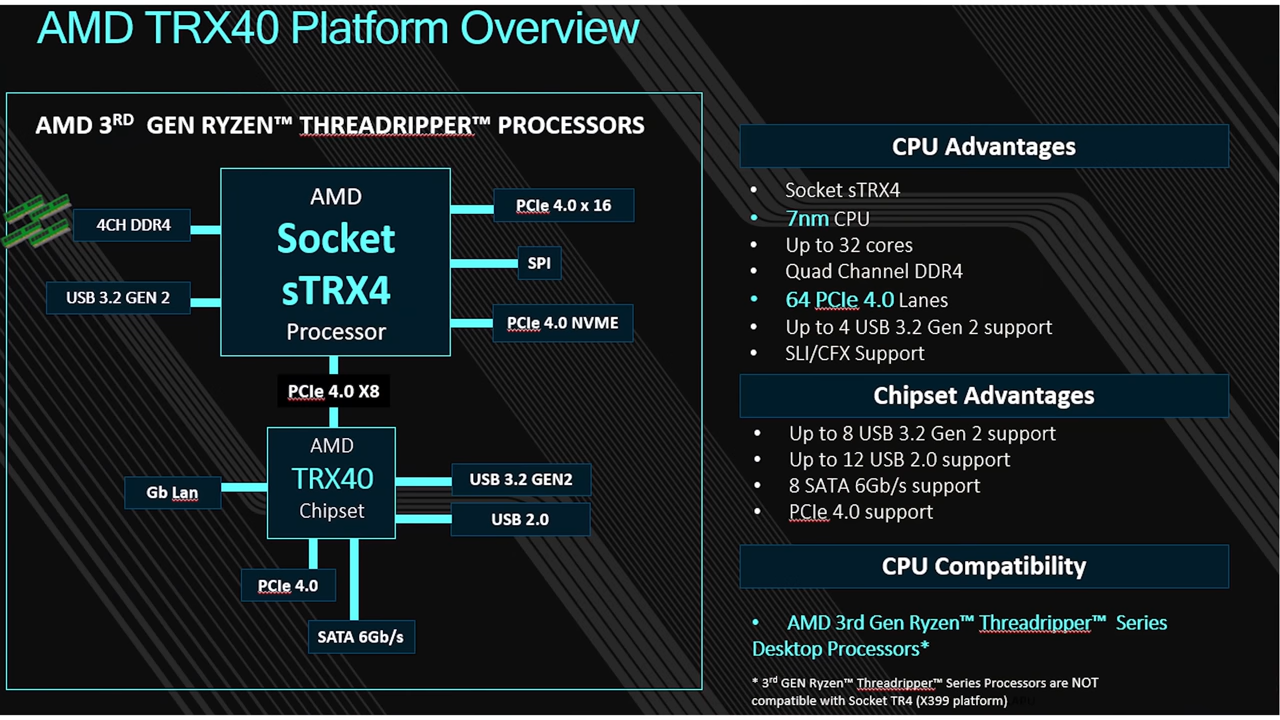 AMD TRX40 Platform Overview
AMD 3RD GEN RYZEN™ THREADRIPPER™ PROCESSORS
AMD
Socket
sTRX4
Processor
4CH DDR4
USB 3.2 GEN 2
PCIe 4.0 x 16
SPI
PCIe 4.0 NVME
PCIe 4.0 X8
AMD
TRX40
Chipset
Gb Lan
USB 3.2 GEN2
USB 2.0
PCIe 4.0
SATA 6Gb/s
CPU Advantages
• Socket sTRX4
• 7nm CPU
• Up to 32 cores
• Quad Channel DDR4
• 64 PCIe 4.0 Lanes
• Up to 4 USB 3.2 Gen 2 support
• SLI/CFX Support
Chipset Advantages
• Up to 8 USB 3.2 Gen 2 support
• Up to 12 USB 2.0 support
• 8 SATA 6Gb/s support
• PCIe 4.0 support
CPU Compatibility
• AMD 3rd Gen Ryzen™ Threadripper™ Series
Desktop Processors*
* 3rd GEN Ryzen™ Threadripper™ Series Processors are NOT
compatible with Socket TR4 (X399 platform)